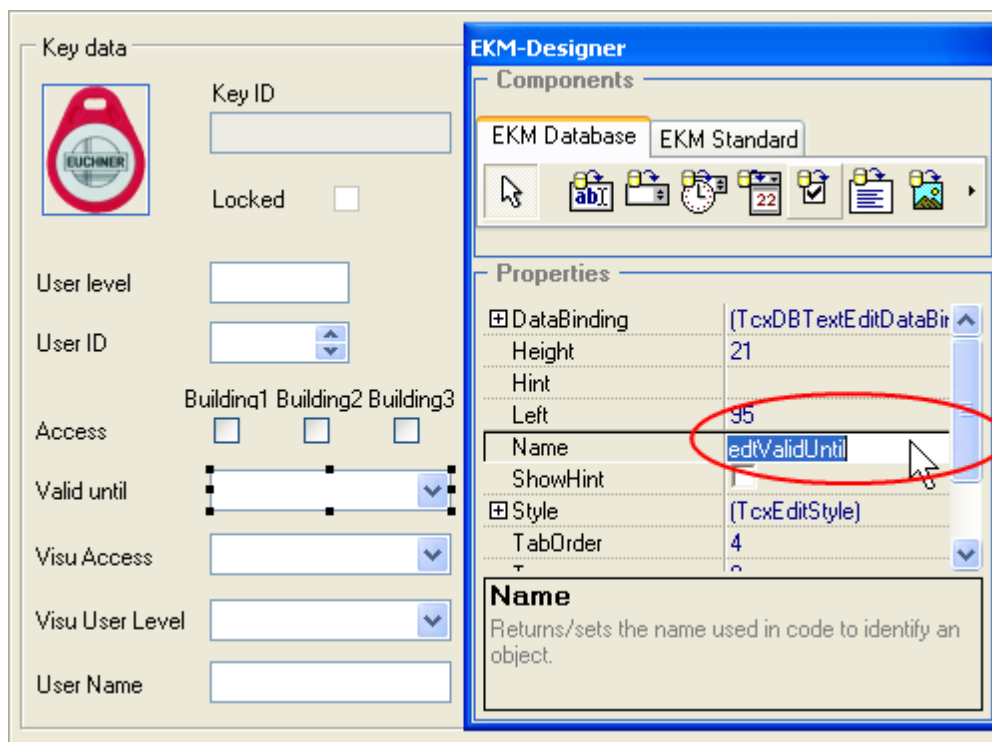 Key data
Key ID
EUCHNER
Locked
User level
User ID
Building1 Building2 Building3
Access
Valid until
Visu Access
Visu User Level
User Name
EKM-Designer
Components
EKM Database
EKM Standard
abI
22
Properties
DataBinding (TcxDBTextEditDataBin
Height 21
Hint
Left 95
Name edtValidUntil
ShowHint
Style (TcxEditStyle)
TabOrder 4
Name
Returns/sets the name used in code to identify an
object.